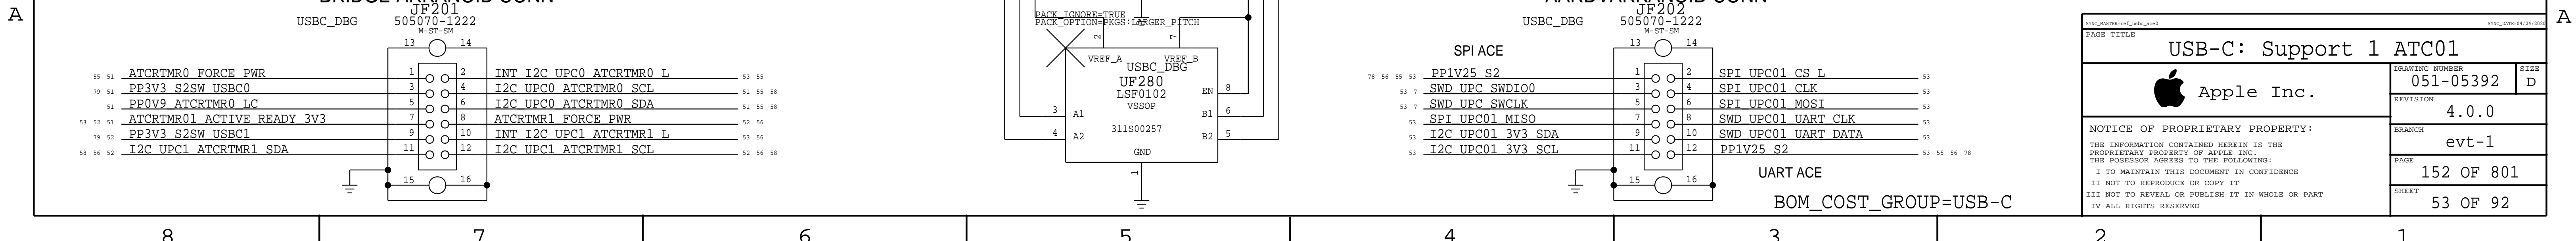 A
JF201
USBC_DBG 505070-1222
M-ST-SM
13 14
55 51 ATCRTMR0_FORCE_PWR 1 2 INT_I2C_UPC0_ATCRTMR0_L 53 55
79 51 PP3V3_S2SW_USBC0 3 4 I2C_UPC0_ATCRTMR0_SCL 51 55 58
51 PP0V9_ATCRTMR0_LC 5 6 I2C_UPC0_ATCRTMR0_SDA 51 55 58
53 52 51 ATCRTMR01_ACTIVE_READY_3V3 7 8 ATCRTMR1_FORCE_PWR 52 56
79 52 PP3V3_S2SW_USBC1 9 10 INT_I2C_UPC1_ATCRTMR1_L 53 56
58 56 52 I2C_UPC1_ATCRTMR1_SDA 11 12 I2C_UPC1_ATCRTMR1_SCL 52 56 58
15 16
PACK_IGNORE=TRUE
PACK_OPTION=PKGS:LARGER_PITCH
2 7
VREF_A VREF_B
USBC_DBG
UF280
LSF0102
VSSOP
311S00257
EN 8
3 A1 B1 6
4 A2 B2 5
GND
1
JF202
USBC_DBG 505070-1222
M-ST-SM
SPI ACE
13 14
78 56 55 53 PP1V25_S2 1 2 SPI_UPC01_CS_L 53
53 7 SWD_UPC_SWDIO0 3 4 SPI_UPC01_CLK 53
53 7 SWD_UPC_SWCLK 5 6 SPI_UPC01_MOSI 53
53 SPI_UPC01_MISO 7 8 SWD_UPC01_UART_CLK 53
53 I2C_UPC01_3V3_SDA 9 10 SWD_UPC01_UART_DATA 53
53 I2C_UPC01_3V3_SCL 11 12 PP1V25_S2 53 55 56 78
UART ACE
15 16
BOM_COST_GROUP=USB-C
SYNC_MASTER=ref_usbc_ace2 SYNC_DATE=04/24/2020
PAGE TITLE
USB-C: Support 1 ATC01
Apple Inc.
DRAWING NUMBER
051-05392
SIZE
D
REVISION
4.0.0
BRANCH
evt-1
PAGE
152 OF 801
SHEET
53 OF 92
NOTICE OF PROPRIETARY PROPERTY:
THE INFORMATION CONTAINED HEREIN IS THE
PROPRIETARY PROPERTY OF APPLE INC.
THE POSESSOR AGREES TO THE FOLLOWING:
I TO MAINTAIN THIS DOCUMENT IN CONFIDENCE
II NOT TO REPRODUCE OR COPY IT
III NOT TO REVEAL OR PUBLISH IT IN WHOLE OR PART
IV ALL RIGHTS RESERVED
A
8 7 6 5 4 3 2 1